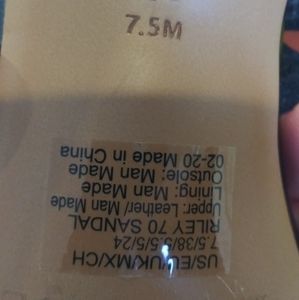 7.5M
US/EU/UK/MX/CH
7.5/38/5.5/5/24
RILEY 70 SANDAL
Upper: Leather/ Man Made
Lining: Man Made
Outsole: Man Made
02-20 Made in China